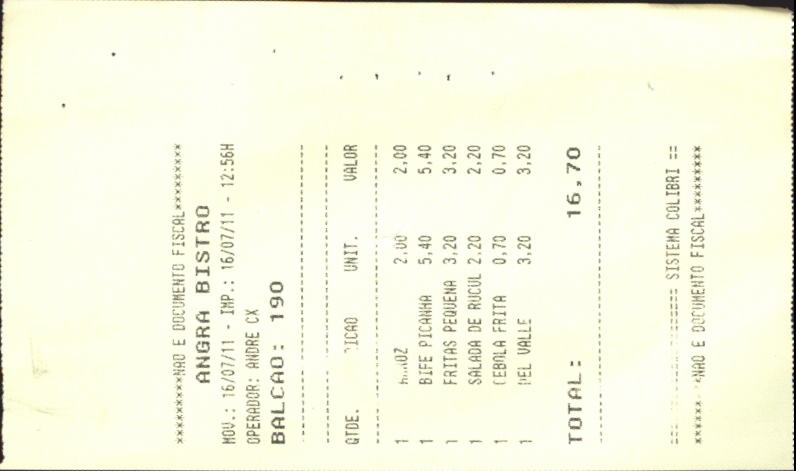 *********NAO E DOCUMENTO FISCAL**********
ANGRA BISTRO
MOV.: 16/07/11 - IMP.: 16/07/11 - 12:56H
OPERADOR: ANDRE CX
BALCAO: 190
QTDE. UNIT. VALOR
1 2,00 2,00
1 BIFE PICANHA 5,40 5,40
1 FRITAS PEQUENA 3,20 3,20
1 SALADA DE RUCUL 2.20 2,20
1 CEBOLA FRITA 0,70 0,70
1 VALLE 3,20 3,20
TOTAL: 16,70
SISTEMA COLIBRI ==
NAO E DOCUMENTO FISCAL**********